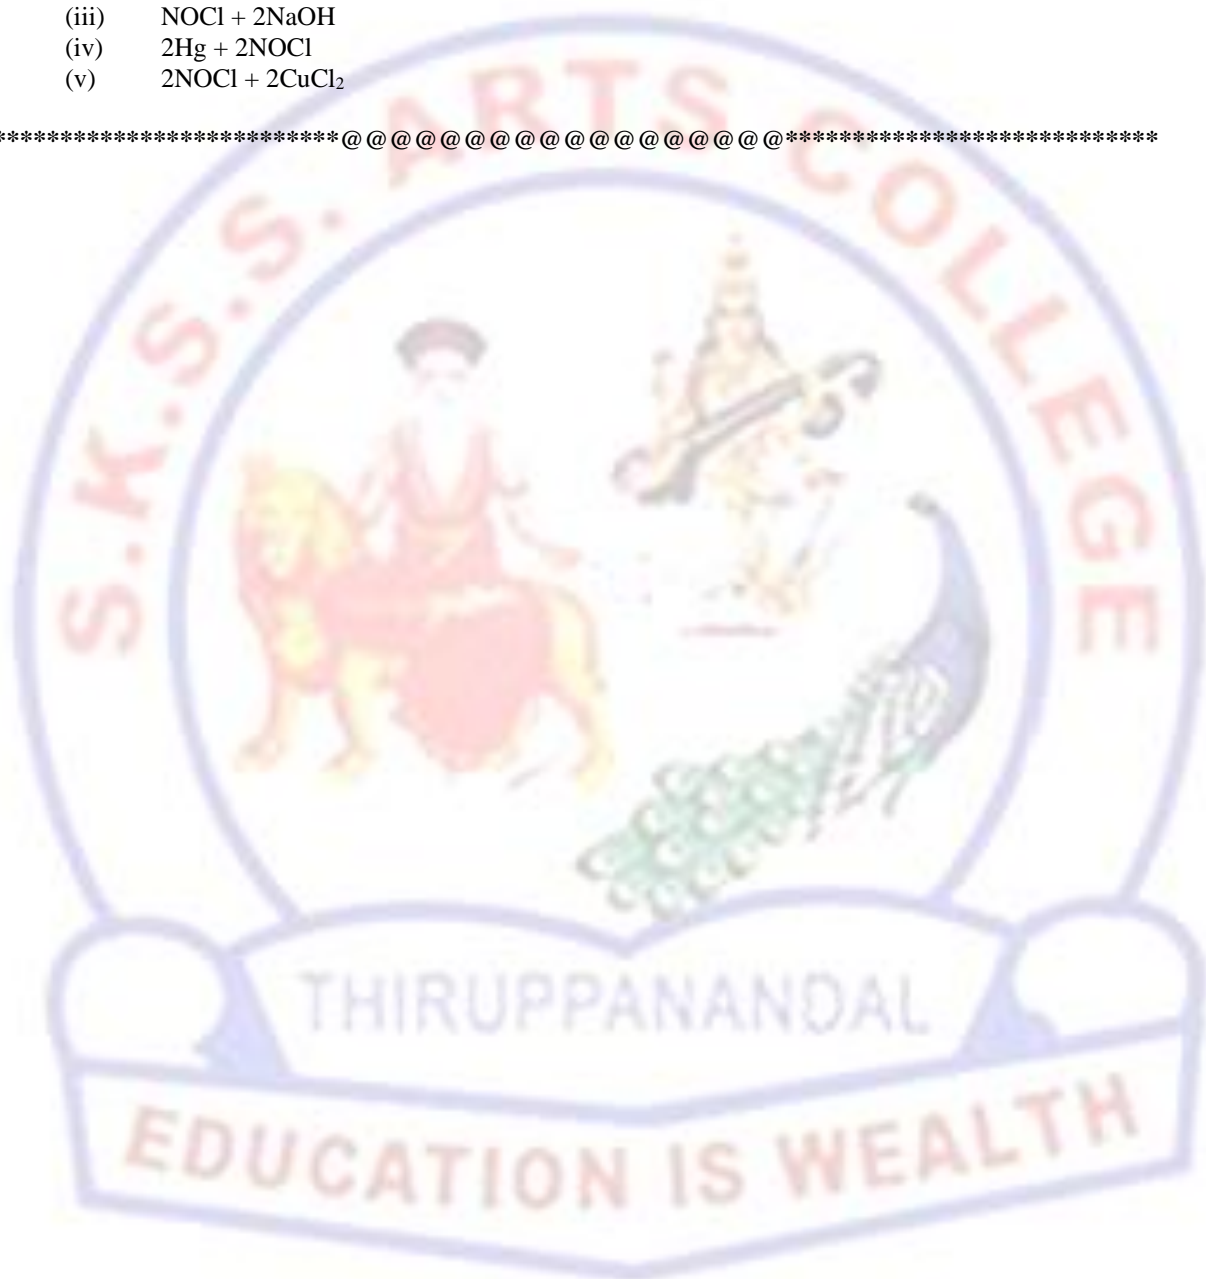 (iii) NOCl + 2NaOH
(iv) 2Hg + 2NOCl
(v) 2NOCl + 2CuCl₂
***************************@@@@@@@@@@@@@@@@@@****************************
S.K.S.S. ARTS COLLEGE
THIRUPPANANDAL
EDUCATION IS WEALTH